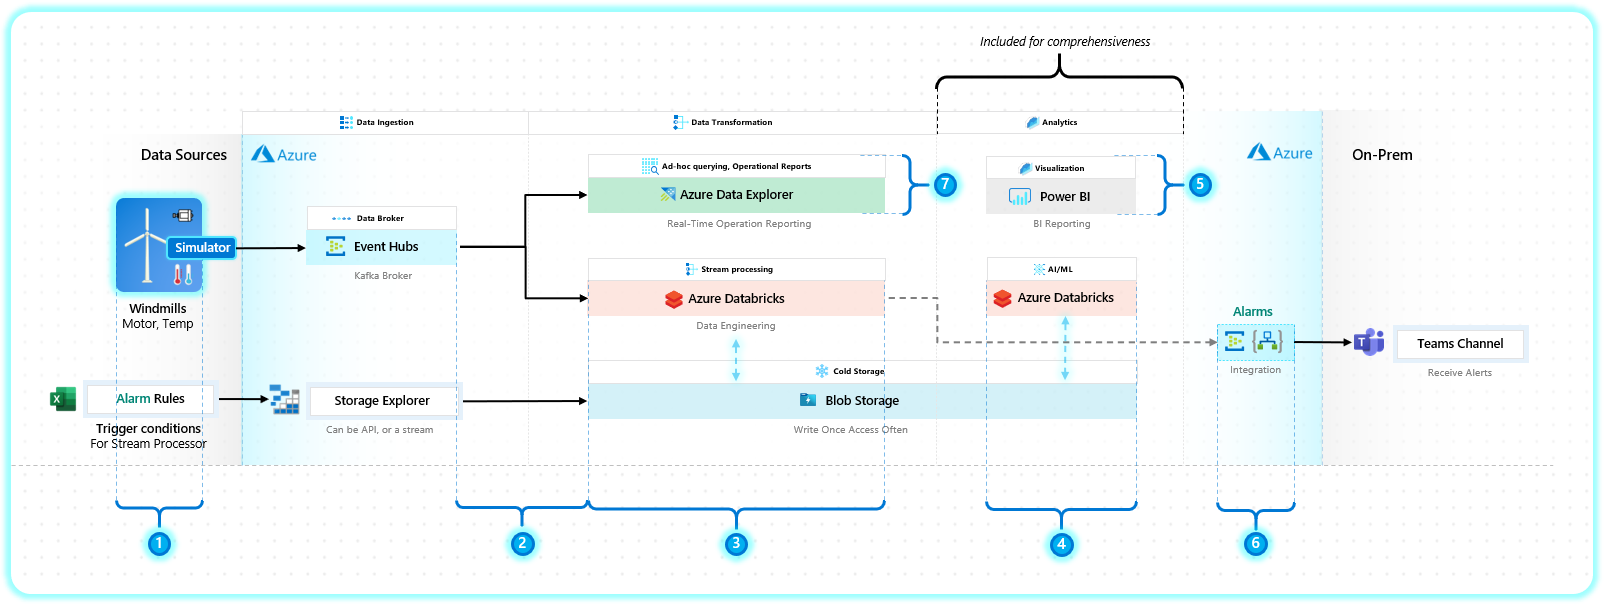 Included for comprehensiveness
Data Ingestion
Data Transformation
Analytics
Data Sources
Azure
Azure
On-Prem
Ad-hoc querying, Operational Reports
Azure Data Explorer
Real-Time Operation Reporting
7
Visualization
Power BI
BI Reporting
5
Simulator
Windmills
Motor, Temp
Data Broker
Event Hubs
Kafka Broker
Stream processing
Azure Databricks
Data Engineering
AI/ML
Azure Databricks
Alarms
Integration
T
Teams Channel
Receive Alerts
Cold Storage
Blob Storage
Write Once Access Often
X
Alarm Rules
Trigger conditions
For Stream Processor
Storage Explorer
Can be API, or a stream
1
2
3
4
6